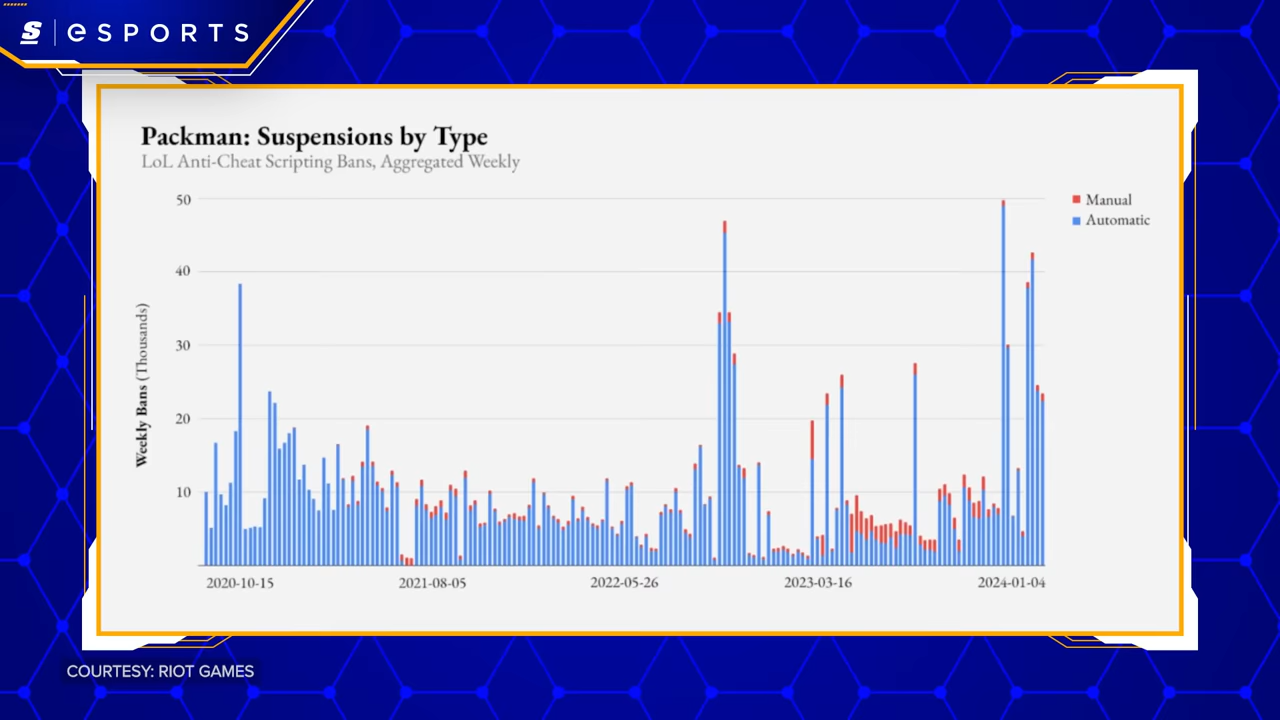 S | eSPORTS
Packman: Suspensions by Type
LoL Anti-Cheat Scripting Bans, Aggregated Weekly
50
40
30
20
10
Weekly Bans (Thousands)
Manual
Automatic
2020-10-15
2021-08-05
2022-05-26
2023-03-16
2024-01-04
COURTESY: RIOT GAMES